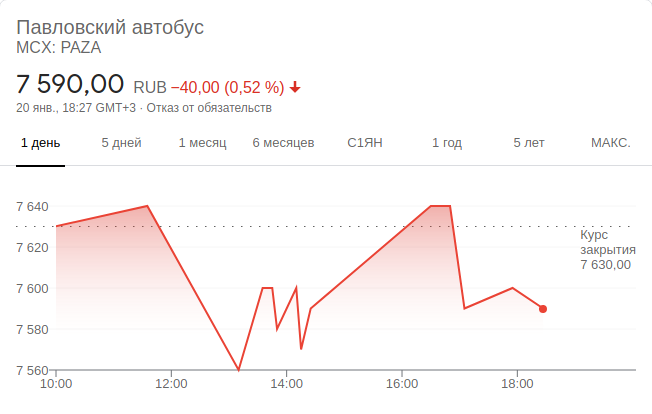 Павловский автобус
MCX: PAZA
7 590,00 RUB −40,00 (0,52 %)
20 янв., 18:27 GMT+3 · Отказ от обязательств
1 день 5 дней 1 месяц 6 месяцев С1ЯН 1 год 5 лет МАКС.
7 640
7 620
7 600
7 580
7 560
Курс
закрытия
7 630,00
10:00 12:00 14:00 16:00 18:00